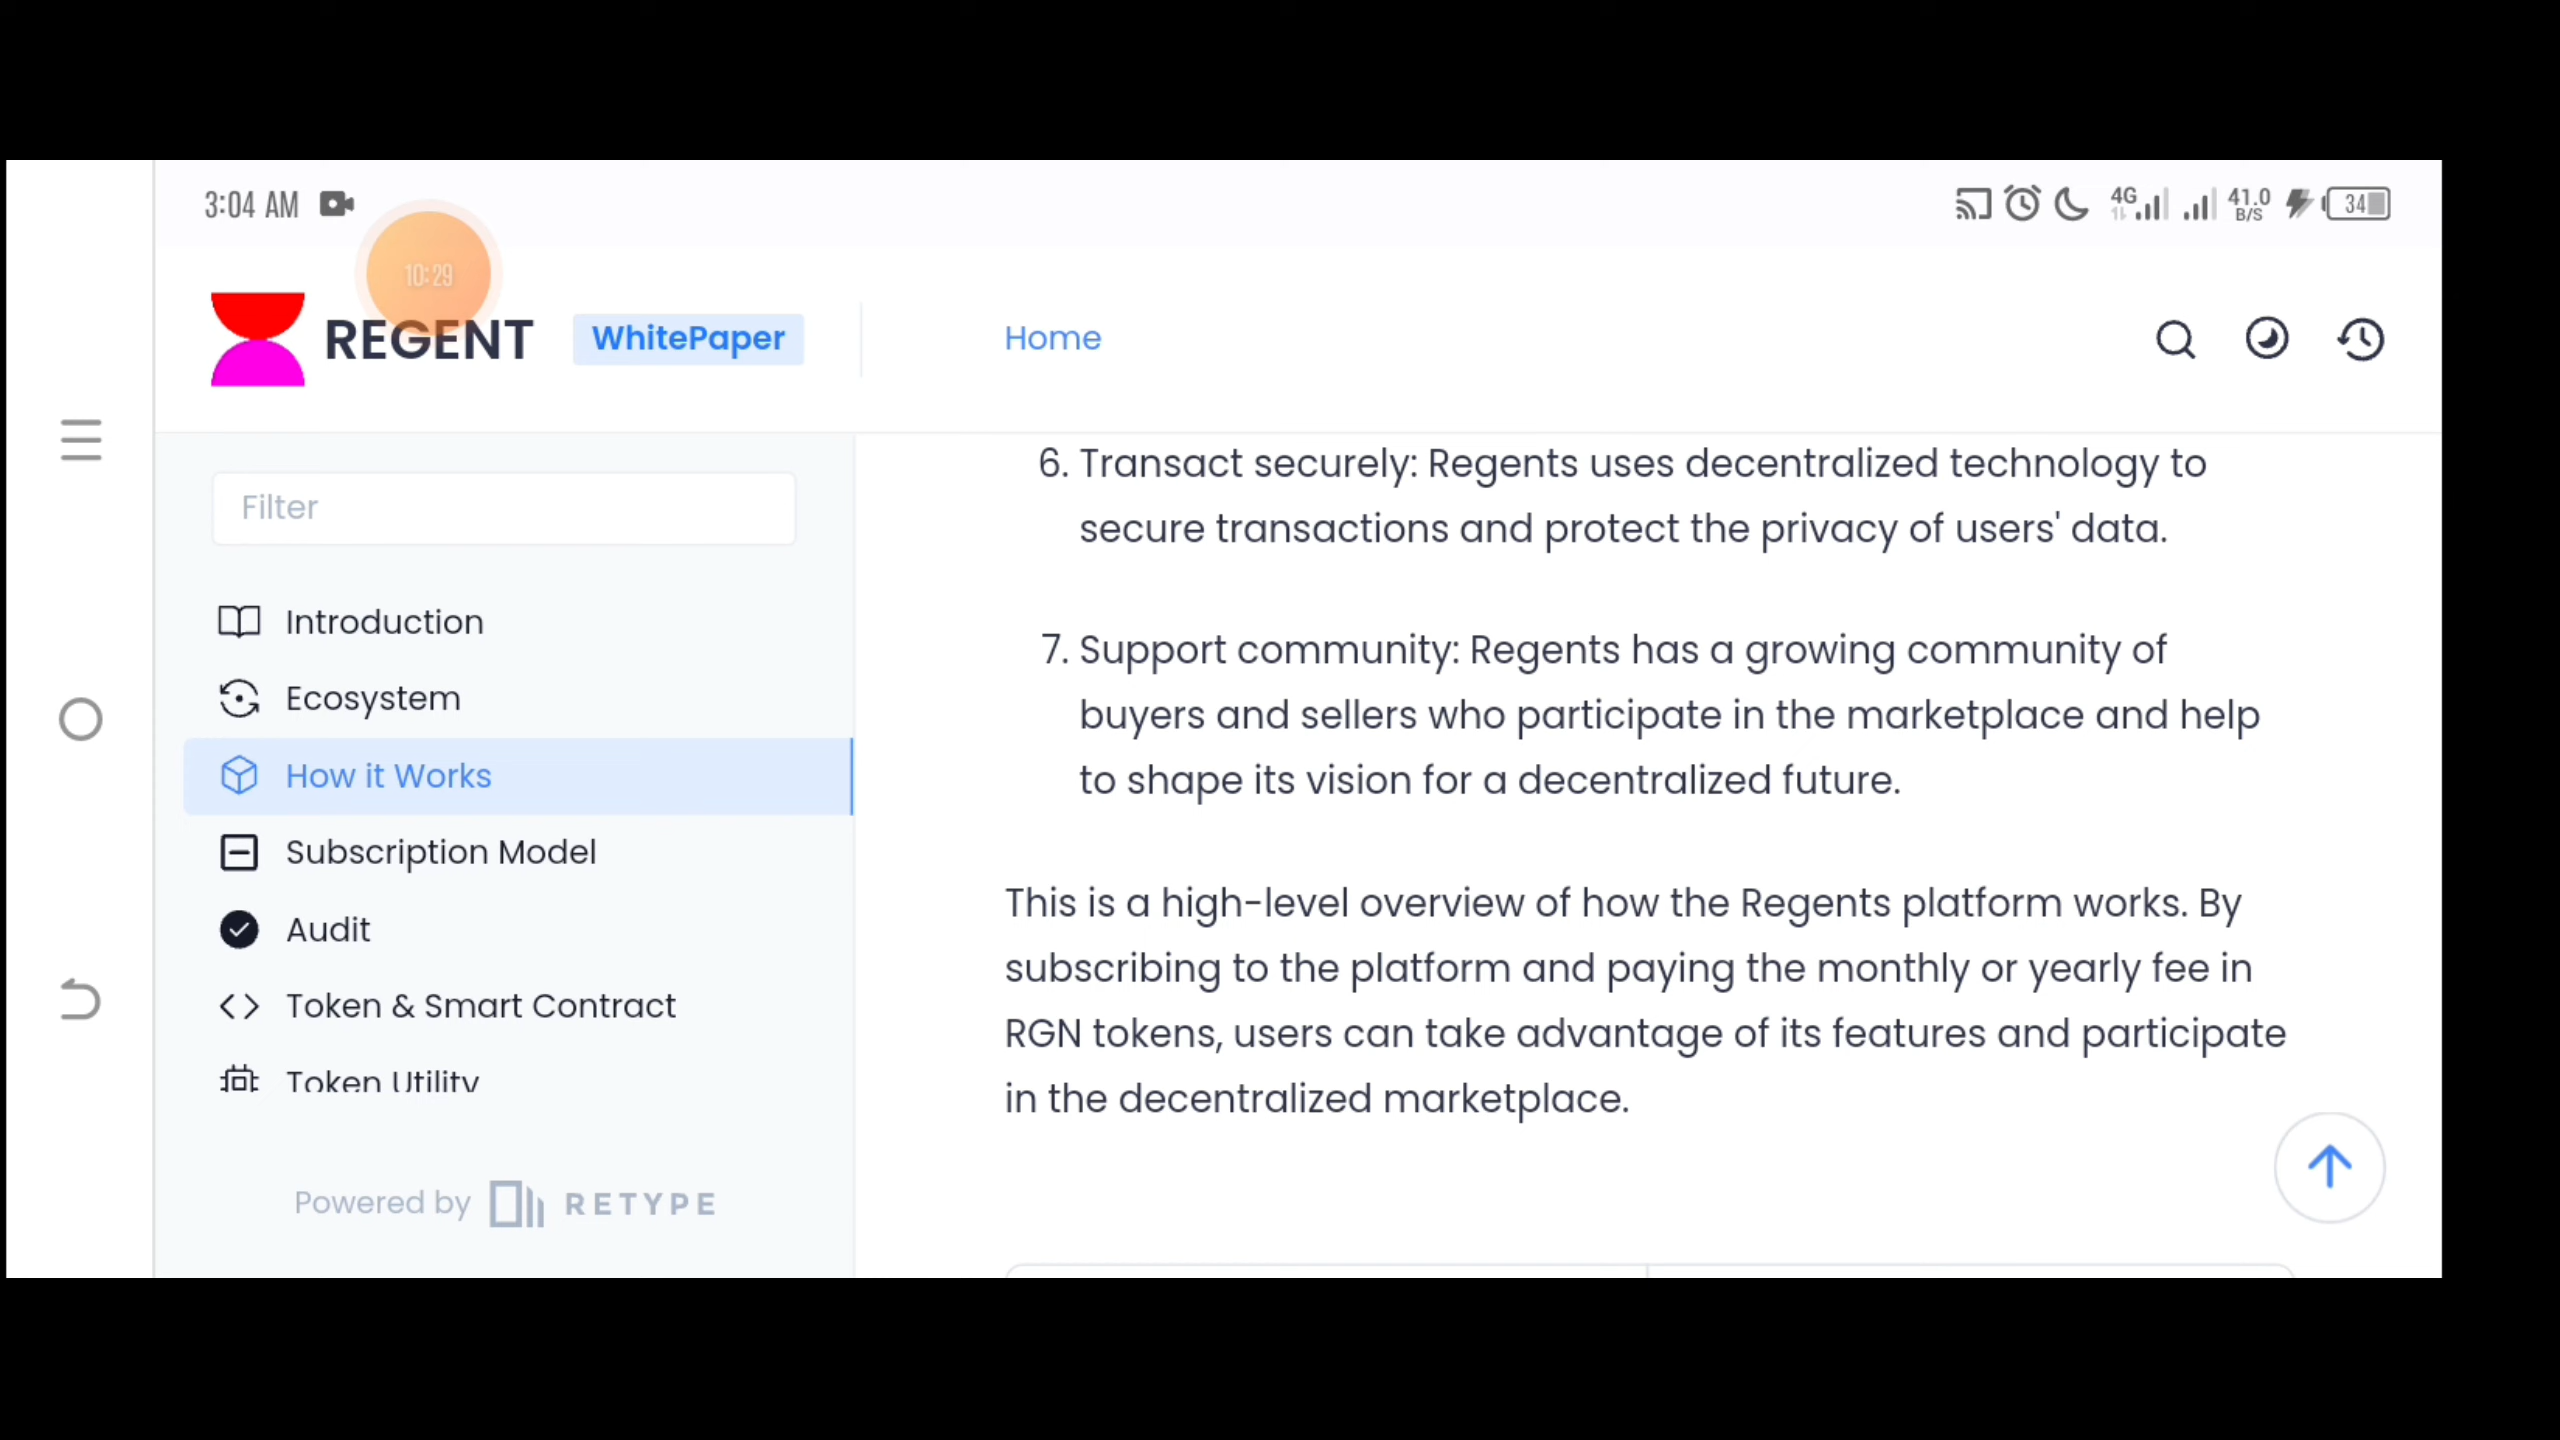 3:04 AM
4G
41.0
B/S
34
10:29
REGENT
WhitePaper
Home
Filter
Introduction
Ecosystem
How it Works
Subscription Model
Audit
Token & Smart Contract
Token Utility
Powered by RETYPE
6. Transact securely: Regents uses decentralized technology to
secure transactions and protect the privacy of users' data.
7. Support community: Regents has a growing community of
buyers and sellers who participate in the marketplace and help
to shape its vision for a decentralized future.
This is a high-level overview of how the Regents platform works. By
subscribing to the platform and paying the monthly or yearly fee in
RGN tokens, users can take advantage of its features and participate
in the decentralized marketplace.